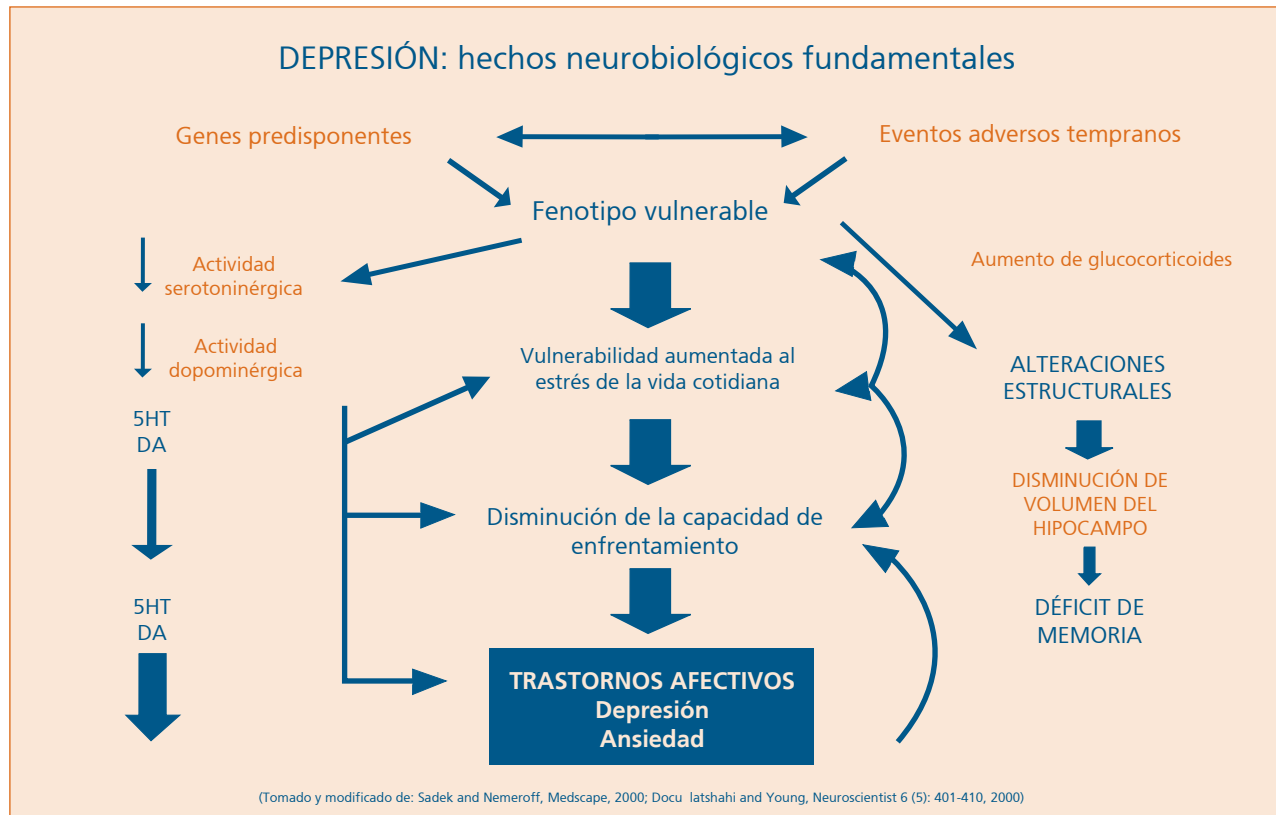 DEPRESIÓN: hechos neurobiológicos fundamentales
Genes predisponentes
Eventos adversos tempranos
Fenotipo vulnerable
Actividad
serotoninérgica
Aumento de glucocorticoides
Actividad
dopominérgica
Vulnerabilidad aumentada al
estrés de la vida cotidiana
ALTERACIONES
ESTRUCTURALES
5HT
DA
DISMINUCIÓN DE
VOLUMEN DEL
HIPOCAMPO
Disminución de la capacidad de
enfrentamiento
5HT
DA
DÉFICIT DE
MEMORIA
TRASTORNOS AFECTIVOS
Depresión
Ansiedad
(Tomado y modificado de: Sadek and Nemeroff, Medscape, 2000; Docu latshahi and Young, Neuroscientist 6 (5): 401-410, 2000)